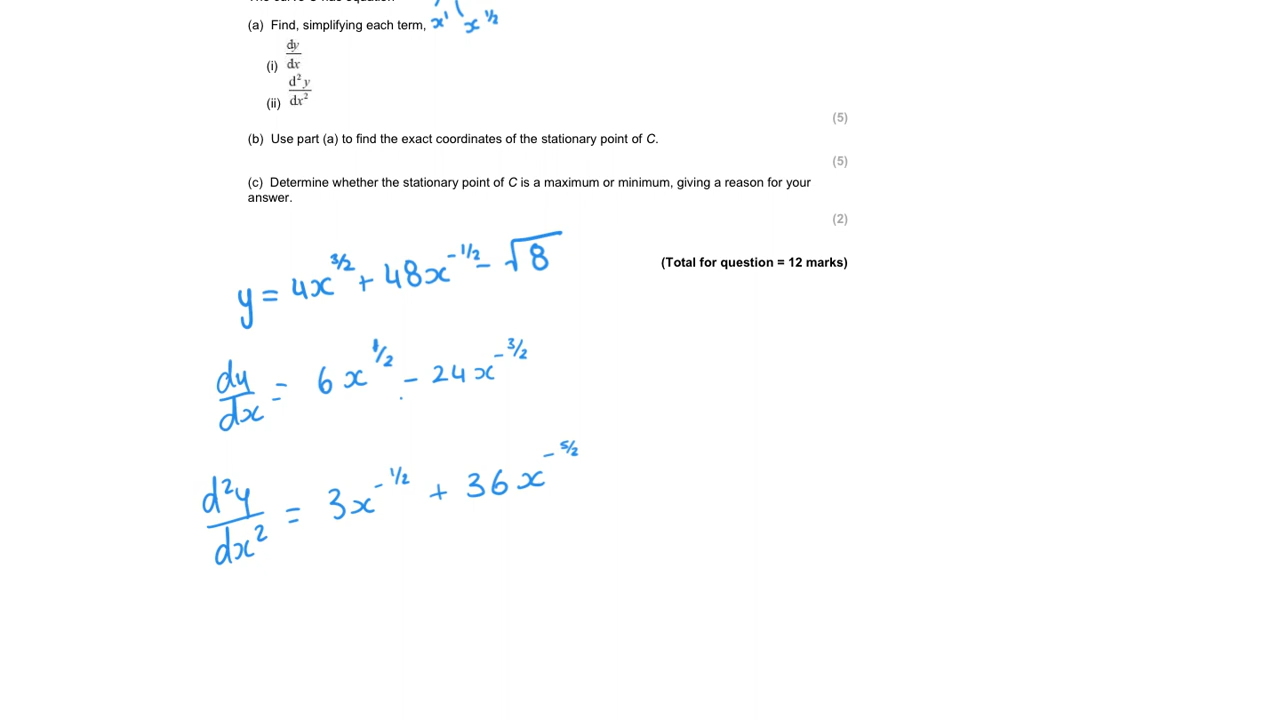 (a) Find, simplifying each term, x¹ x^1/2
(i) dy/dx
(ii) d²y/dx²
(5)
(b) Use part (a) to find the exact coordinates of the stationary point of C.
(5)
(c) Determine whether the stationary point of C is a maximum or minimum, giving a reason for your
answer.
(2)
(Total for question = 12 marks)
y = 4x^3/2 + 48x^-1/2 - √8
dy/dx = 6x^1/2 - 24x^-3/2
d²y/dx² = 3x^-1/2 + 36x^-5/2